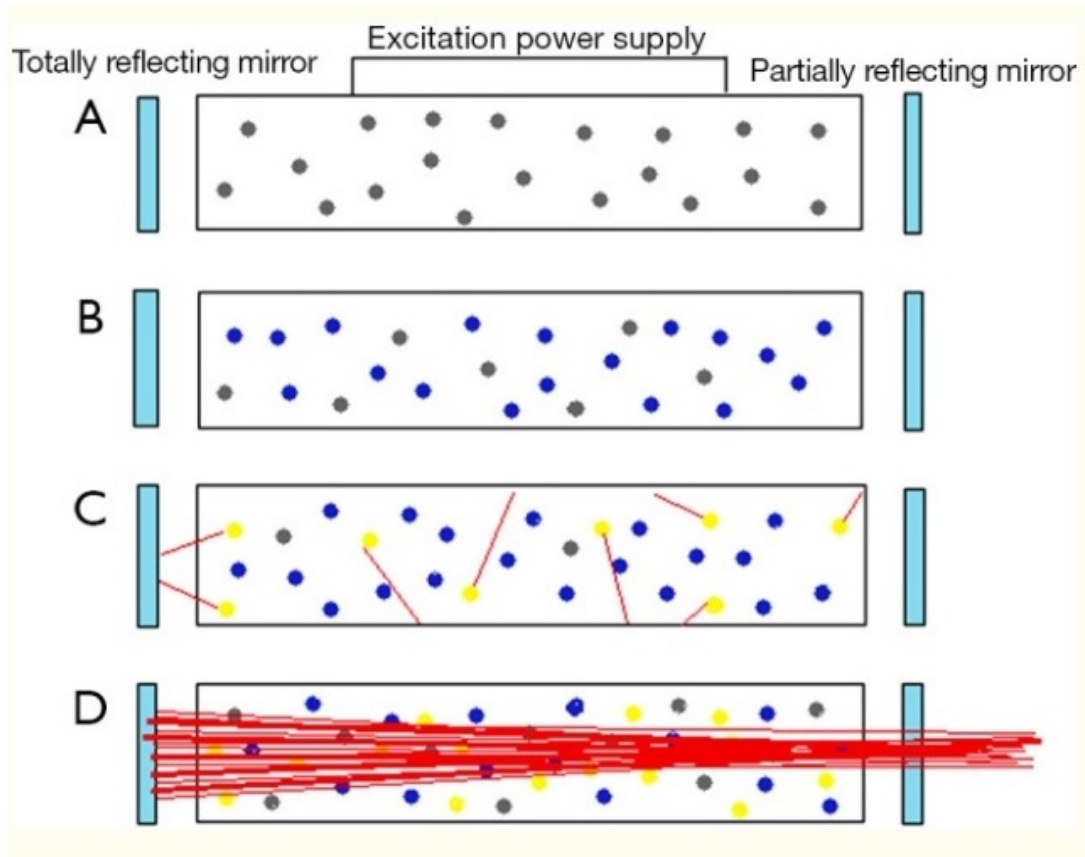 Excitation power supply
Totally reflecting mirror
Partially reflecting mirror
A
B
C
D